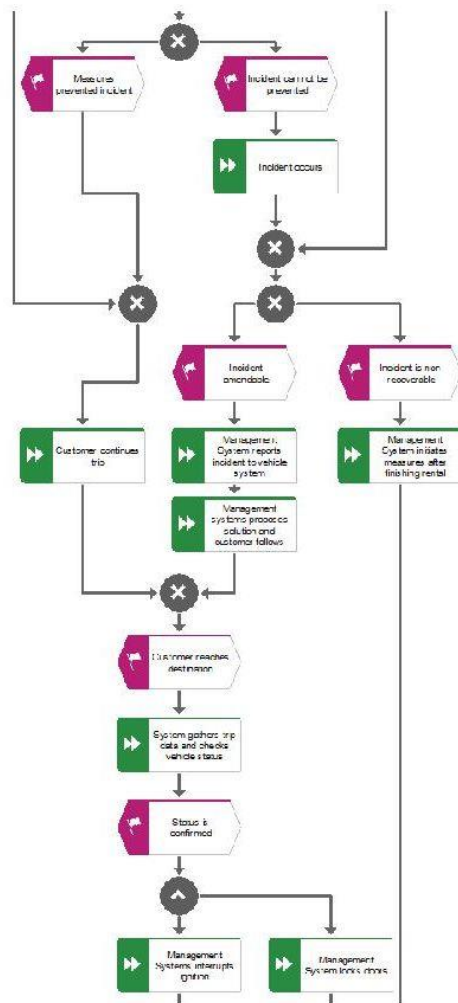 Measures
prevented incident
Incident cannot be
prevented
Incident occurs
Incident
amendable
Incident is non
recoverable
Customer continues
trip
Management
System reports
incident to vehicle
system
Management
System initiates
measures after
finishing rental
Management
systems proposes
solution and
customer follows
Customer reaches
destination
System gathers trip
data and checks
vehicle status
Status is
confirmed
Management
Systems interrupts
ignition
Management
System locks doors